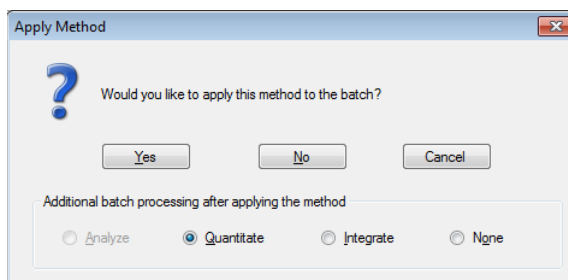 Apply Method
Would you like to apply this method to the batch?
Yes No Cancel
Additional batch processing after applying the method
Analyze Quantitate Integrate None